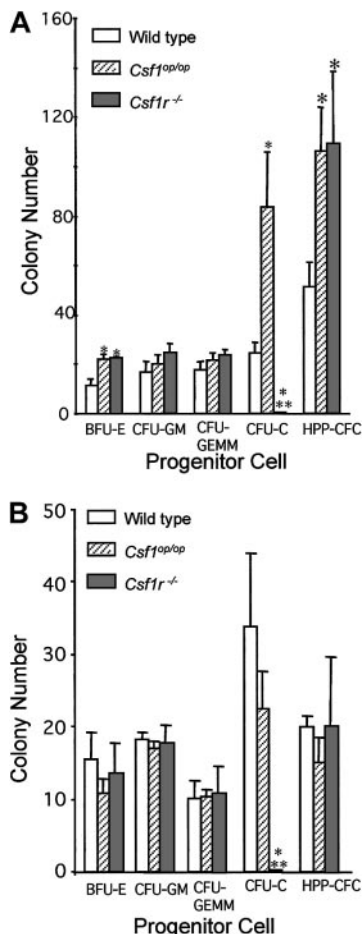 A
Wild type
Csf1op/op
Csf1r -/-
160
120
80
40
0
Colony Number
* *
*
*
**
* *
BFU-E CFU-GM CFU-GEMM CFU-C HPP-CFC
Progenitor Cell
B
Wild type
Csf1op/op
Csf1r -/-
50
40
30
20
10
0
Colony Number
*
**
BFU-E CFU-GM CFU-GEMM CFU-C HPP-CFC
Progenitor Cell